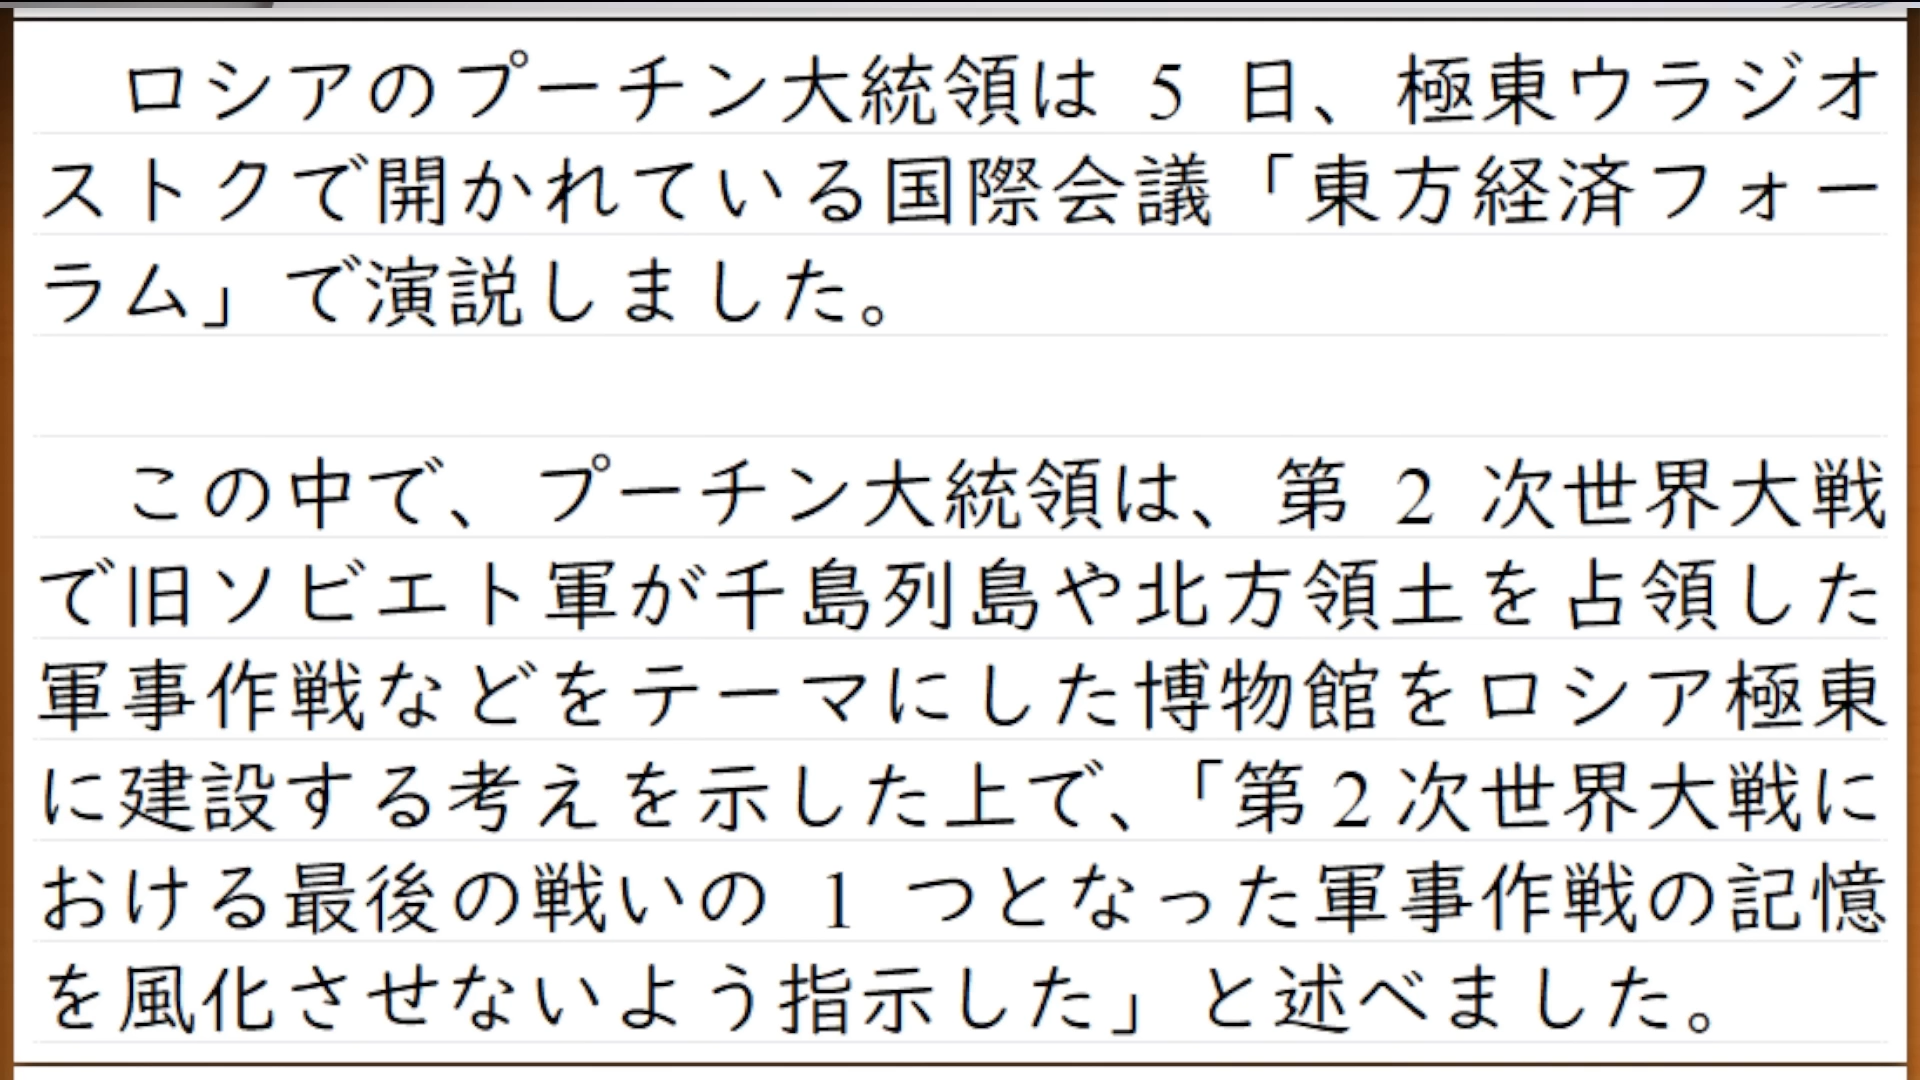 ロシアのプーチン大統領は 5 日、極東ウラジオ
ストクで開かれている国際会議「東方経済フォー
ラム」で演説しました。
この中で、プーチン大統領は、第 2 次世界大戦
で旧ソビエト軍が千島列島や北方領土を占領した
軍事作戦などをテーマにした博物館をロシア極東
に建設する考えを示した上で、「第2次世界大戦に
おける最後の戦いの 1 つとなった軍事作戦の記憶
を風化させないよう指示した」と述べました。